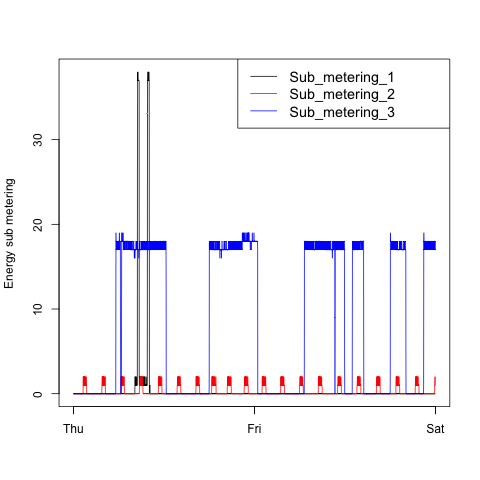 Sub_metering_1
Sub_metering_2
Sub_metering_3
Energy sub metering
30
20
10
0
Thu Fri Sat